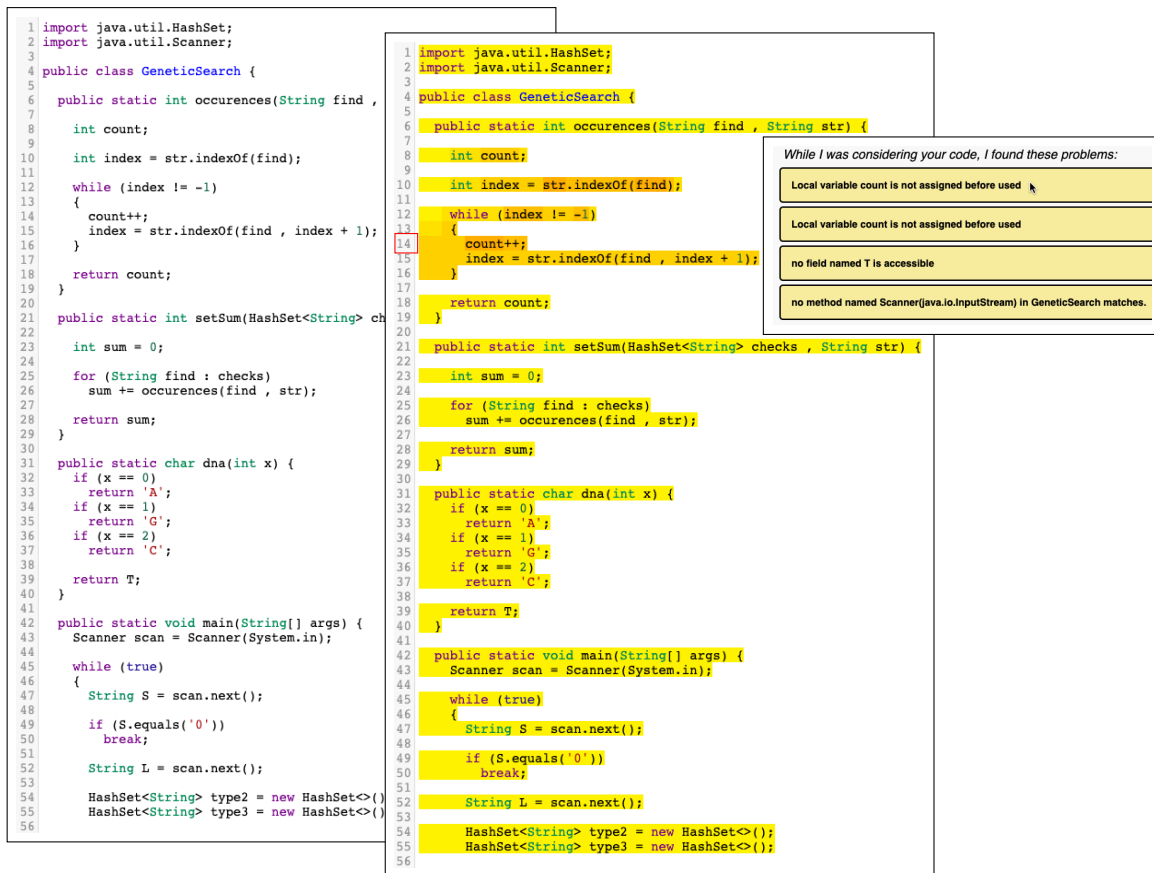 1 import java.util.HashSet;
2 import java.util.Scanner;
3
4 public class GeneticSearch {
5
6 public static int occurences(String find ,
7
8 int count;
9
10 int index = str.indexOf(find);
11
12 while (index != -1)
13 {
14 count++;
15 index = str.indexOf(find , index + 1);
16 }
17
18 return count;
19 }
20
21 public static int setSum(HashSet<String> ch
22
23 int sum = 0;
24
25 for (String find : checks)
26 sum += occurences(find , str);
27
28 return sum;
29 }
30
31 public static char dna(int x) {
32 if (x == 0)
33 return 'A';
34 if (x == 1)
35 return 'G';
36 if (x == 2)
37 return 'C';
38
39 return T;
40 }
41
42 public static void main(String[] args) {
43 Scanner scan = Scanner(System.in);
44
45 while (true)
46 {
47 String S = scan.next();
48
49 if (S.equals('0'))
50 break;
51
52 String L = scan.next();
53
54 HashSet<String> type2 = new HashSet<>()
55 HashSet<String> type3 = new HashSet<>()
56
1 import java.util.HashSet;
2 import java.util.Scanner;
3
4 public class GeneticSearch {
5
6 public static int occurences(String find , String str) {
7
8 int count;
9
10 int index = str.indexOf(find);
11
12 while (index != -1)
13 {
14 count++;
15 index = str.indexOf(find , index + 1);
16 }
17
18 return count;
19 }
20
21 public static int setSum(HashSet<String> checks , String str) {
22
23 int sum = 0;
24
25 for (String find : checks)
26 sum += occurences(find , str);
27
28 return sum;
29 }
30
31 public static char dna(int x) {
32 if (x == 0)
33 return 'A';
34 if (x == 1)
35 return 'G';
36 if (x == 2)
37 return 'C';
38
39 return T;
40 }
41
42 public static void main(String[] args) {
43 Scanner scan = Scanner(System.in);
44
45 while (true)
46 {
47 String S = scan.next();
48
49 if (S.equals('0'))
50 break;
51
52 String L = scan.next();
53
54 HashSet<String> type2 = new HashSet<>();
55 HashSet<String> type3 = new HashSet<>();
56
While I was considering your code, I found these problems:
Local variable count is not assigned before used
Local variable count is not assigned before used
no field named T is accessible
no method named Scanner(java.io.InputStream) in GeneticSearch matches.